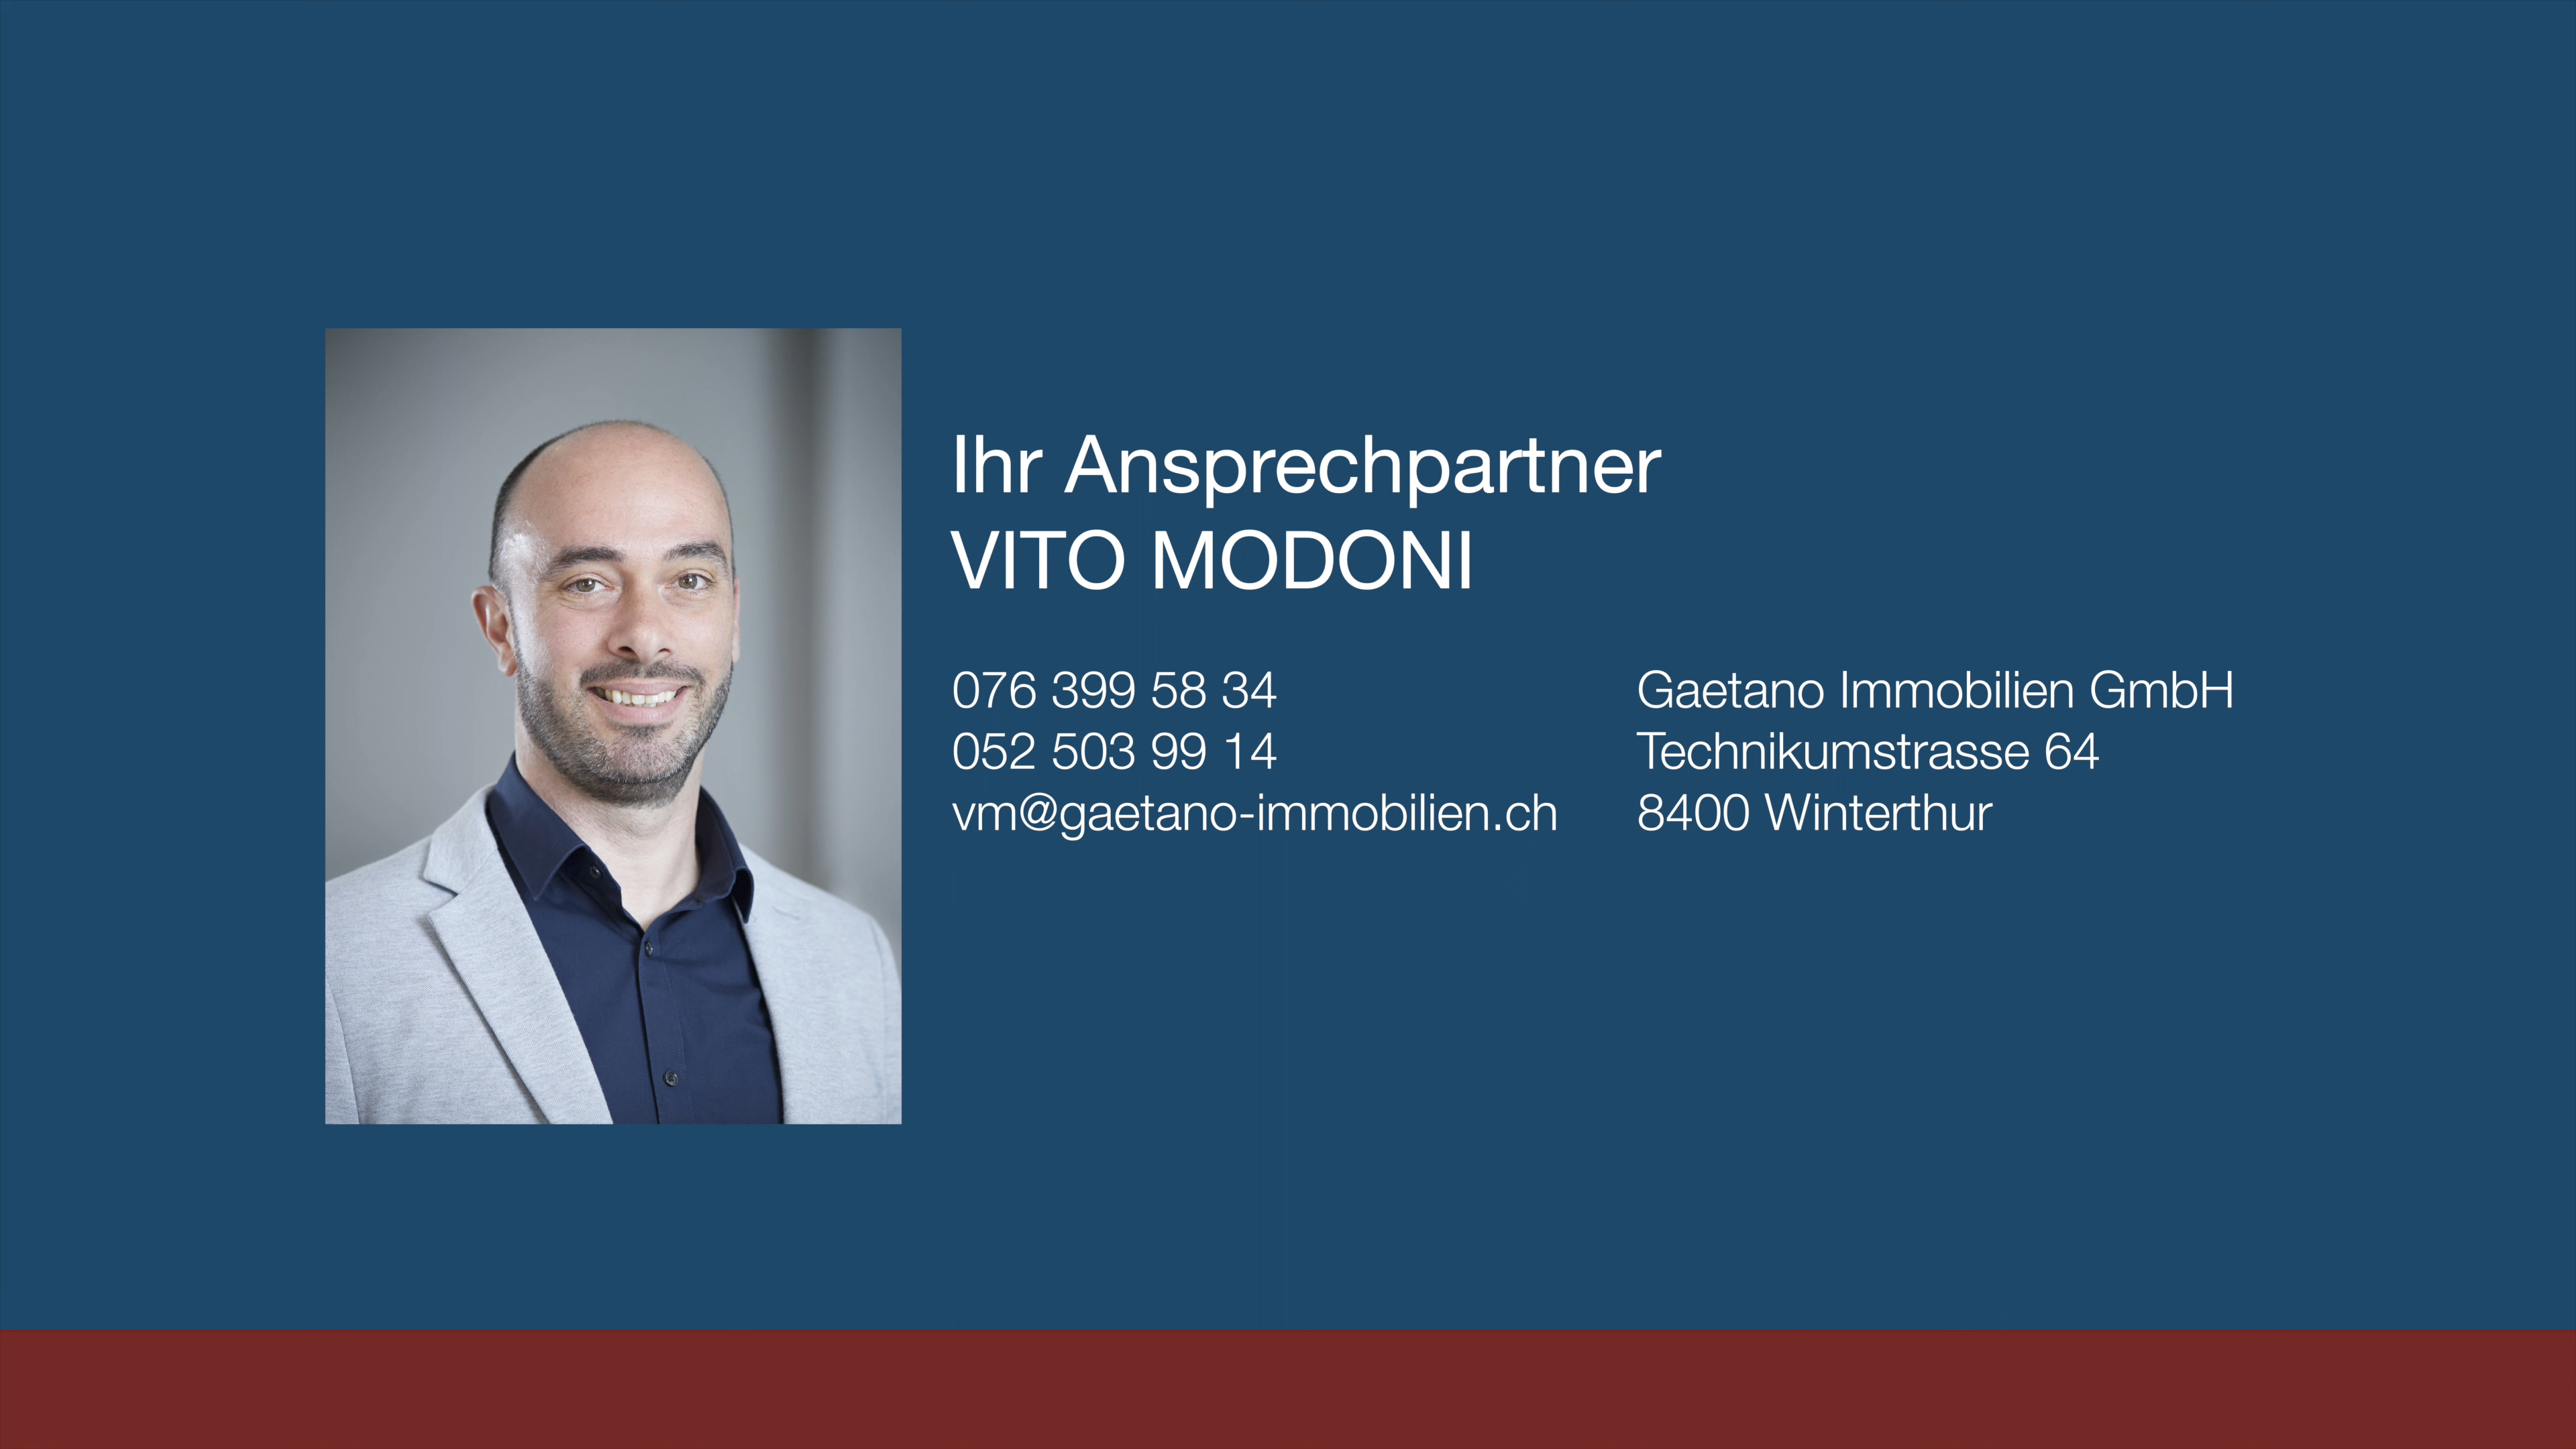 Ihr Ansprechpartner
VITO MODONI
076 399 58 34
052 503 99 14
vm@gaetano-immobilien.ch
Gaetano Immobilien GmbH
Technikumstrasse 64
8400 Winterthur